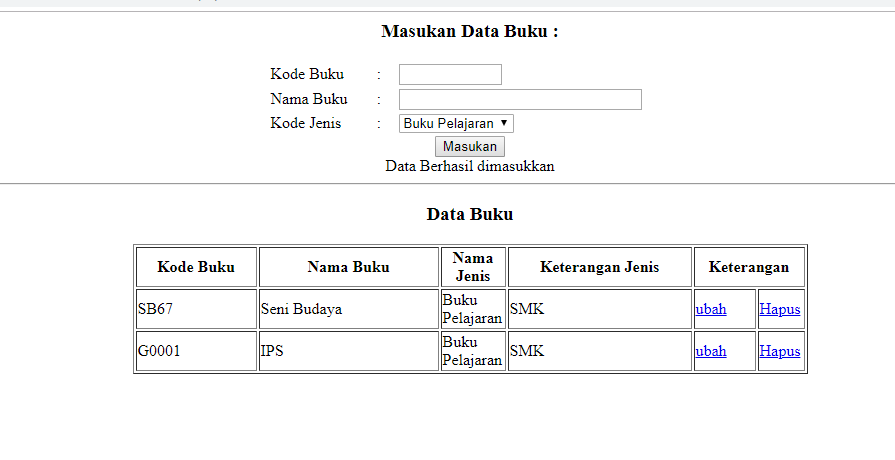 Masukan Data Buku :
Kode Buku :
Nama Buku :
Kode Jenis : Buku Pelajaran
Masukan
Data Berhasil dimasukkan
Data Buku
Kode Buku Nama Buku Nama Jenis Keterangan Jenis Keterangan
SB67 Seni Budaya Buku Pelajaran SMK ubah Hapus
G0001 IPS Buku Pelajaran SMK ubah Hapus